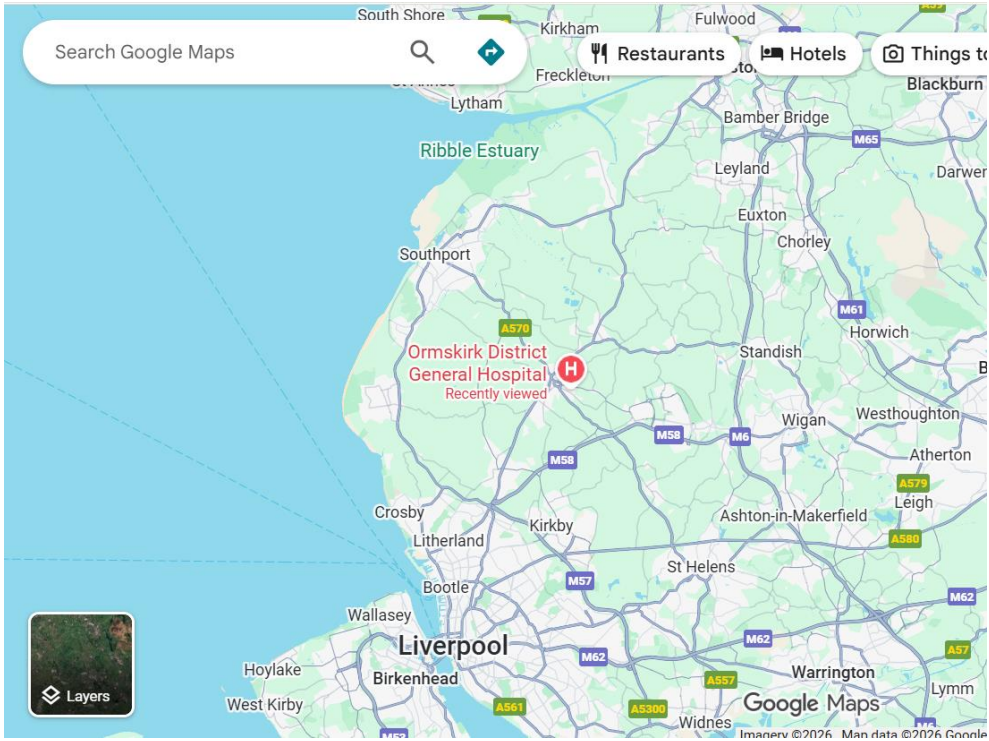 South Shore
Kirkham
Fulwood
A59
Search Google Maps
Restaurants
Hotels
Things to
Freckleton
Blackburn
Lytham
Bamber Bridge
M65
Ribble Estuary
Leyland
Darwen
Euxton
Chorley
Southport
M61
A570
Horwich
Ormskirk District
General Hospital
Recently viewed
H
Standish
Wigan
Westhoughton
M58
M6
M58
Atherton
A579
Leigh
Crosby
Kirkby
Ashton-in-Makerfield
Litherland
A580
St Helens
Bootle
M57
M62
Wallasey
Liverpool
M62
A57
M62
Hoylake
Birkenhead
Warrington
Layers
West Kirby
A557
Lymm
A561
A5300
Google Maps
Widnes
M6
M53
Imagery ©2026
Map data ©2026 Google